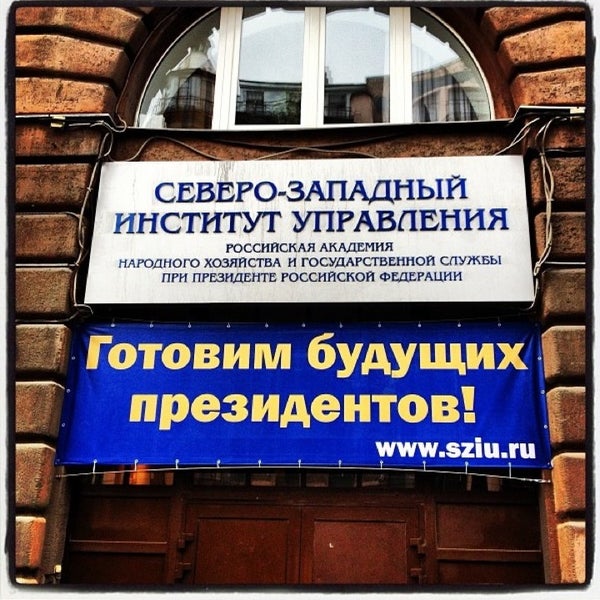 СЕВЕРО-ЗАПАДНЫЙ
ИНСТИТУТ УПРАВЛЕНИЯ
РОССИЙСКАЯ АКАДЕМИЯ
НАРОДНОГО ХОЗЯЙСТВА И ГОСУДАРСТВЕННОЙ СЛУЖБЫ
ПРИ ПРЕЗИДЕНТЕ РОССИЙСКОЙ ФЕДЕРАЦИИ
Готовим будущих
президентов!
www.sziu.ru